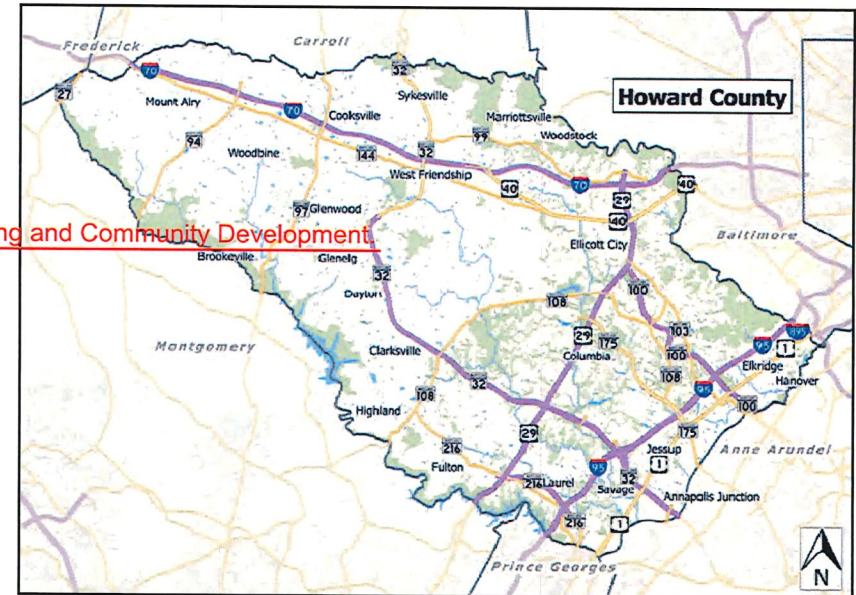 Frederick
Carroll
70
27
32
Sykesville
Howard County
Mount Airy
70
Cooksville
Marriottsville
94
99
Woodstock
Woodbine
144
32
West Friendship
40
70
29
40
40
97
Glenwood
ng and Community Development
Ellicott City
Baltimore
Brookeville
Glenelg
32
Dayton
100
108
29
175
103
895
Montgomery
Columbia
100
95
1
Clarksville
108
Elkridge
32
95
Hanover
108
100
Highland
29
175
Anne Arundel
216
Jessup
Fulton
95
1
216
Laurel
32
Savage
Annapolis Junction
216
1
Prince Georges
N